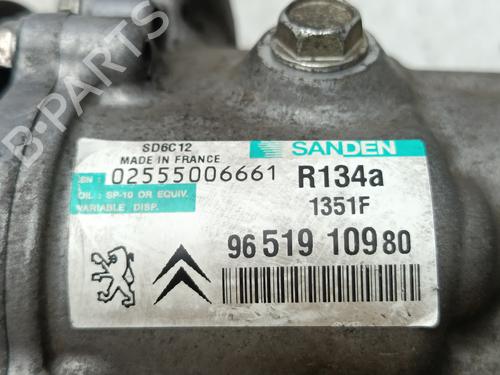 SD6C12
SANDEN
MADE IN FRANCE
SN: 02555006661
R134a
OIL: SP-10 OR EQUIV.
VARIABLE DISP.
1351F
96 519 109 80
B-PARTS